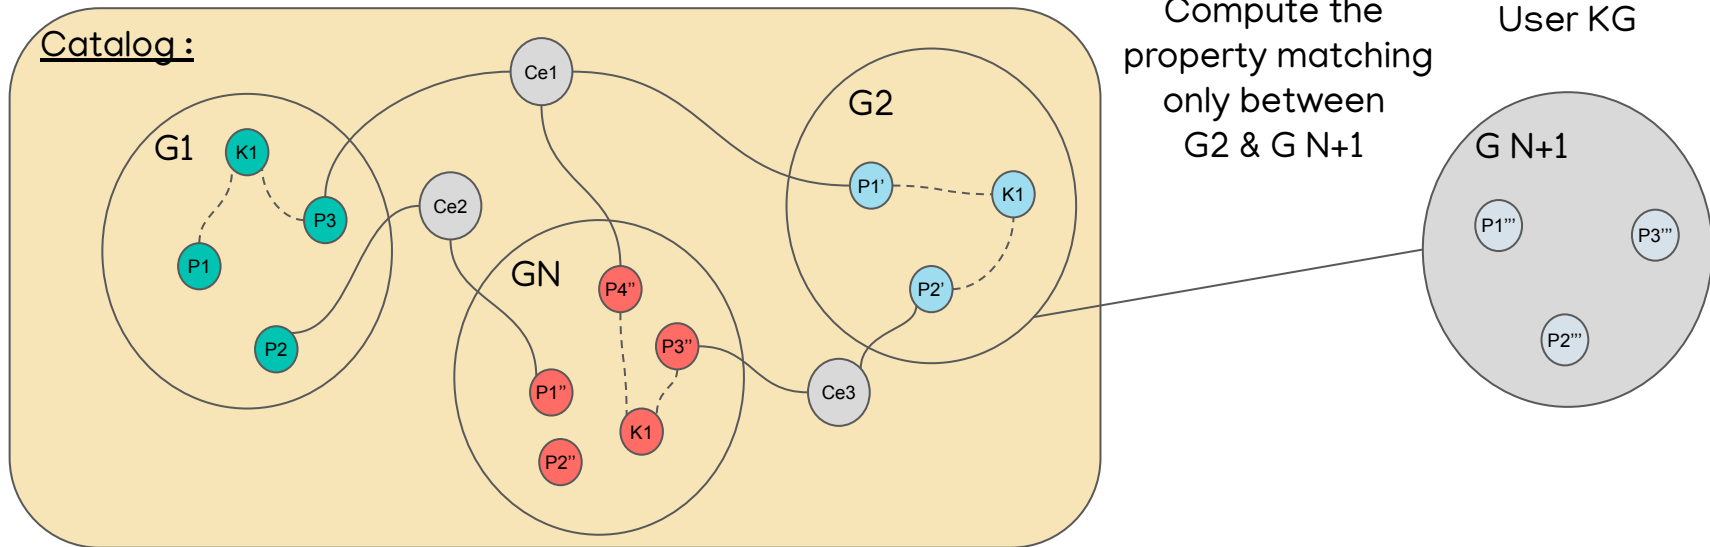 Catalog :
Ce1
G1
K1
P3
P1
P2
Ce2
GN
P4"
P3"
P1"
K1
P2"
G2
P1'
K1
P2'
Ce3
Compute the
property matching
only between
G2 & G N+1
User KG
G N+1
P1'''
P3'''
P2'''